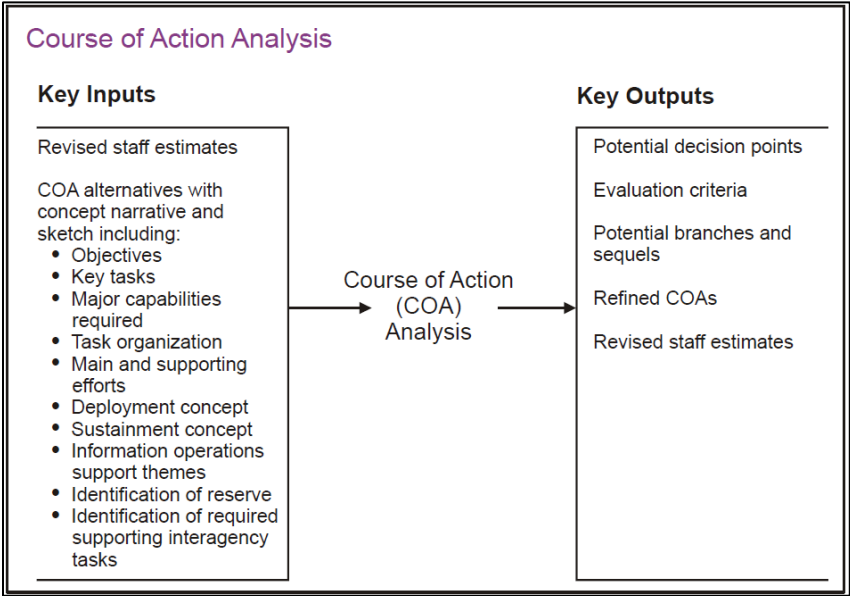 Course of Action Analysis
Key Inputs
Revised staff estimates
COA alternatives with
concept narrative and
sketch including:
• Objectives
• Key tasks
• Major capabilities
required
• Task organization
• Main and supporting
efforts
• Deployment concept
• Sustainment concept
• Information operations
support themes
• Identification of reserve
• Identification of required
supporting interagency
tasks
Course of Action
(COA)
Analysis
Key Outputs
Potential decision points
Evaluation criteria
Potential branches and
sequels
Refined COAs
Revised staff estimates